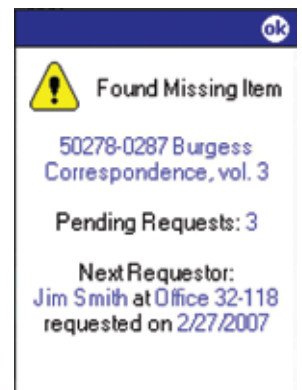 ok
Found Missing Item
50278-0287 Burgess
Correspondence, vol. 3
Pending Requests: 3
Next Requestor:
Jim Smith at Office 32-118
requested on 2/27/2007